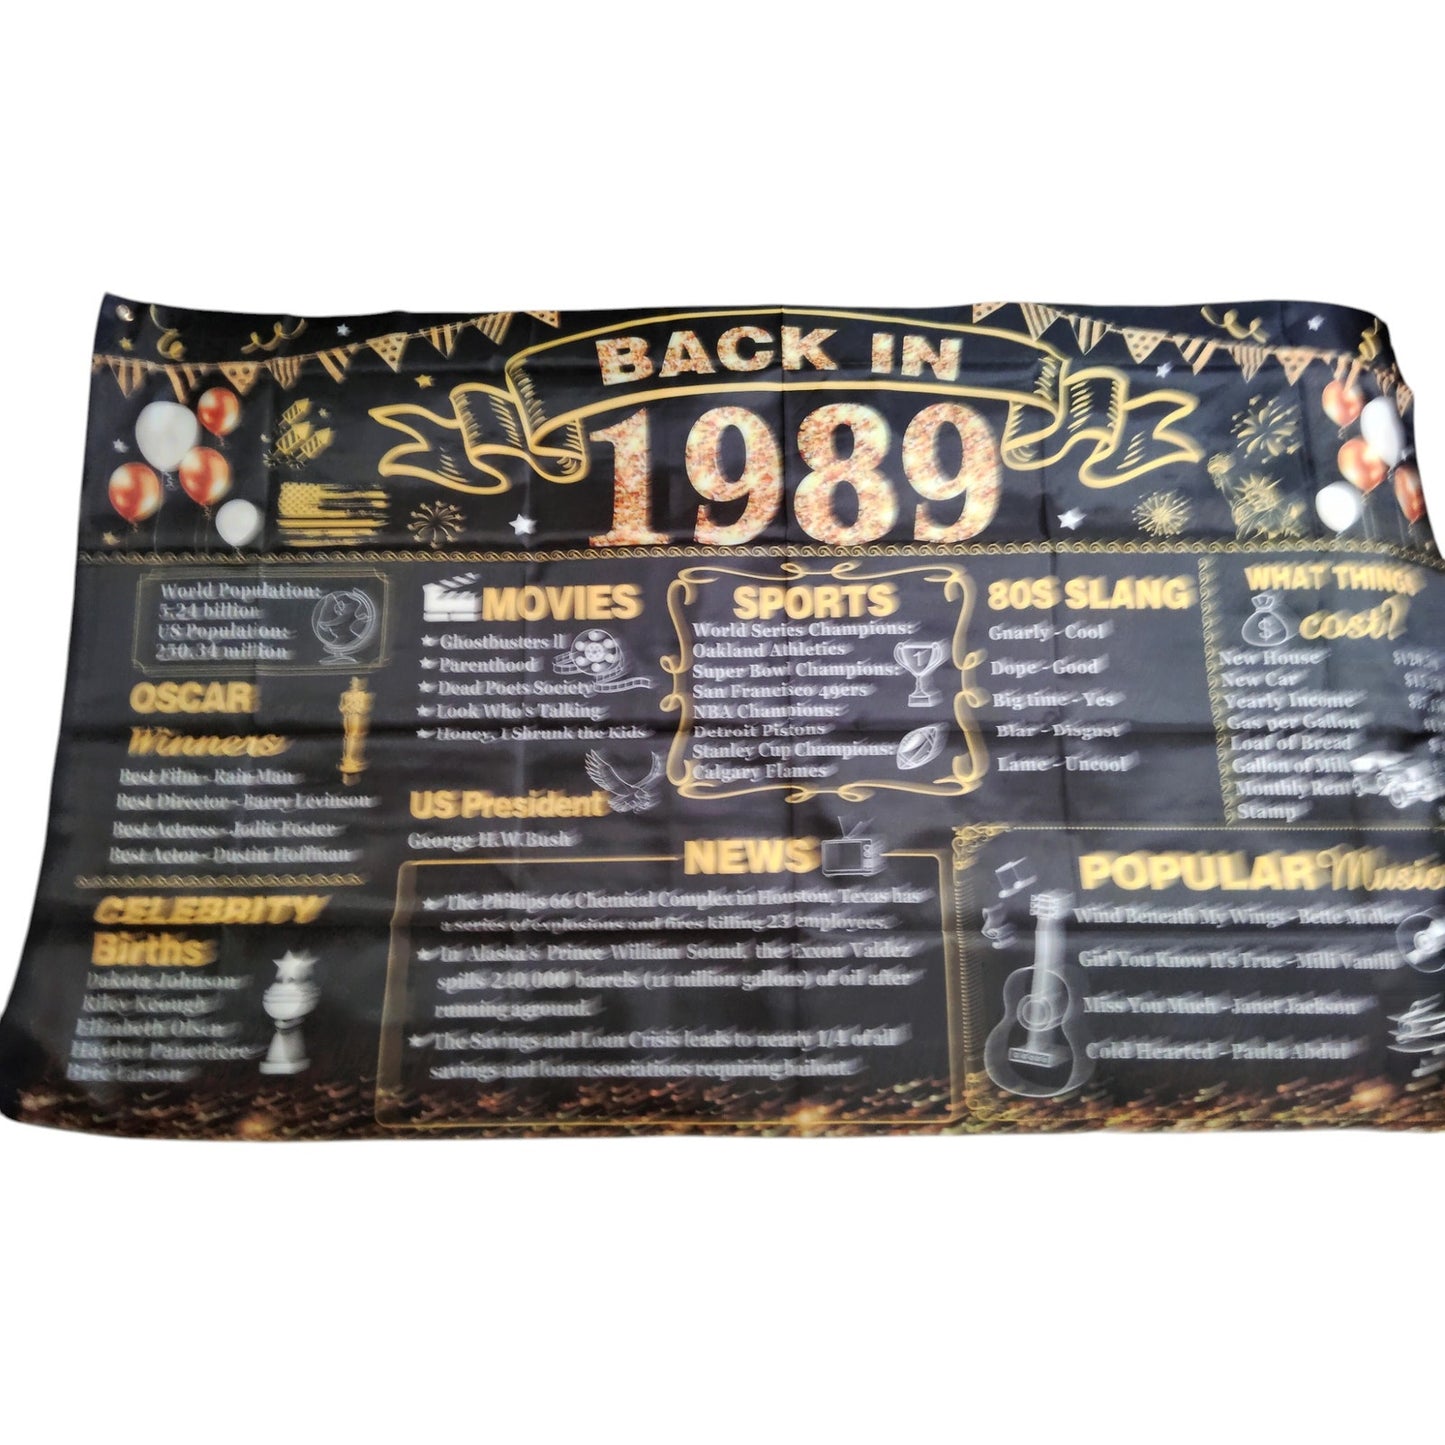 BACK IN
1989
World Population:
5.24 billion
US Population:
250.34 million
OSCAR
Winners
Best Film - Rain Man
Best Director - Barry Levinson
Best Actress - Jodie Foster
Best Actor - Dustin Hoffman
CELEBRITY
Births
Dakota Johnson
Riley Keough
Elizabeth Olsen
Hayden Panettiere
Brie Larson
MOVIES
Ghostbusters ll
Parenthood
Dead Poets Society
Look Who's Talking
Honey, I Shrunk the Kids
US President
George H.W. Bush
SPORTS
World Series Champions:
Oakland Athletics
Super Bowl Champions:
San Francisco 49ers
NBA Champions:
Detroit Pistons
Stanley Cup Champions:
Calgary Flames
80S SLANG
Gnarly - Cool
Dope - Good
Big time - Yes
Blar - Disgust
Lame - Uncool
WHAT THINGS
cost?
New House
New Car
Yearly Income
Gas per Gallon
Loaf of Bread
Gallon of Milk
Monthly Rent
Stamp
NEWS
The Phillips 66 Chemical Complex in Houston, Texas has
a series of explosions and fires killing 23 employees.
In Alaska's Prince William Sound, the Exxon Valdez
spills 240,000 barrels (11 million gallons) of oil after
running aground.
The Savings and Loan Crisis leads to nearly 1/4 of all
savings and loan associations requiring bailout.
POPULAR Music
Wind Beneath My Wings - Bette Midler
Girl You Know It's True - Milli Vanilli
Miss You Much - Janet Jackson
Cold Hearted - Paula Abdul